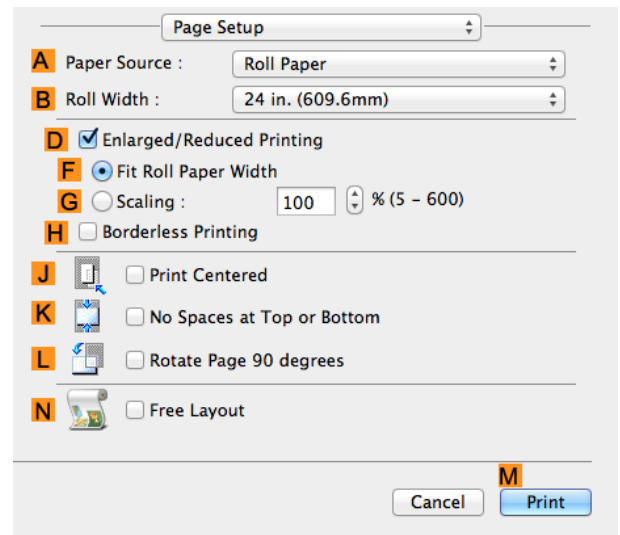 Page Setup
A Paper Source : Roll Paper
B Roll Width : 24 in. (609.6mm)
D Enlarged/Reduced Printing
F Fit Roll Paper Width
G Scaling : 100 % (5 - 600)
H Borderless Printing
J Print Centered
K No Spaces at Top or Bottom
L Rotate Page 90 degrees
N Free Layout
M
Cancel Print